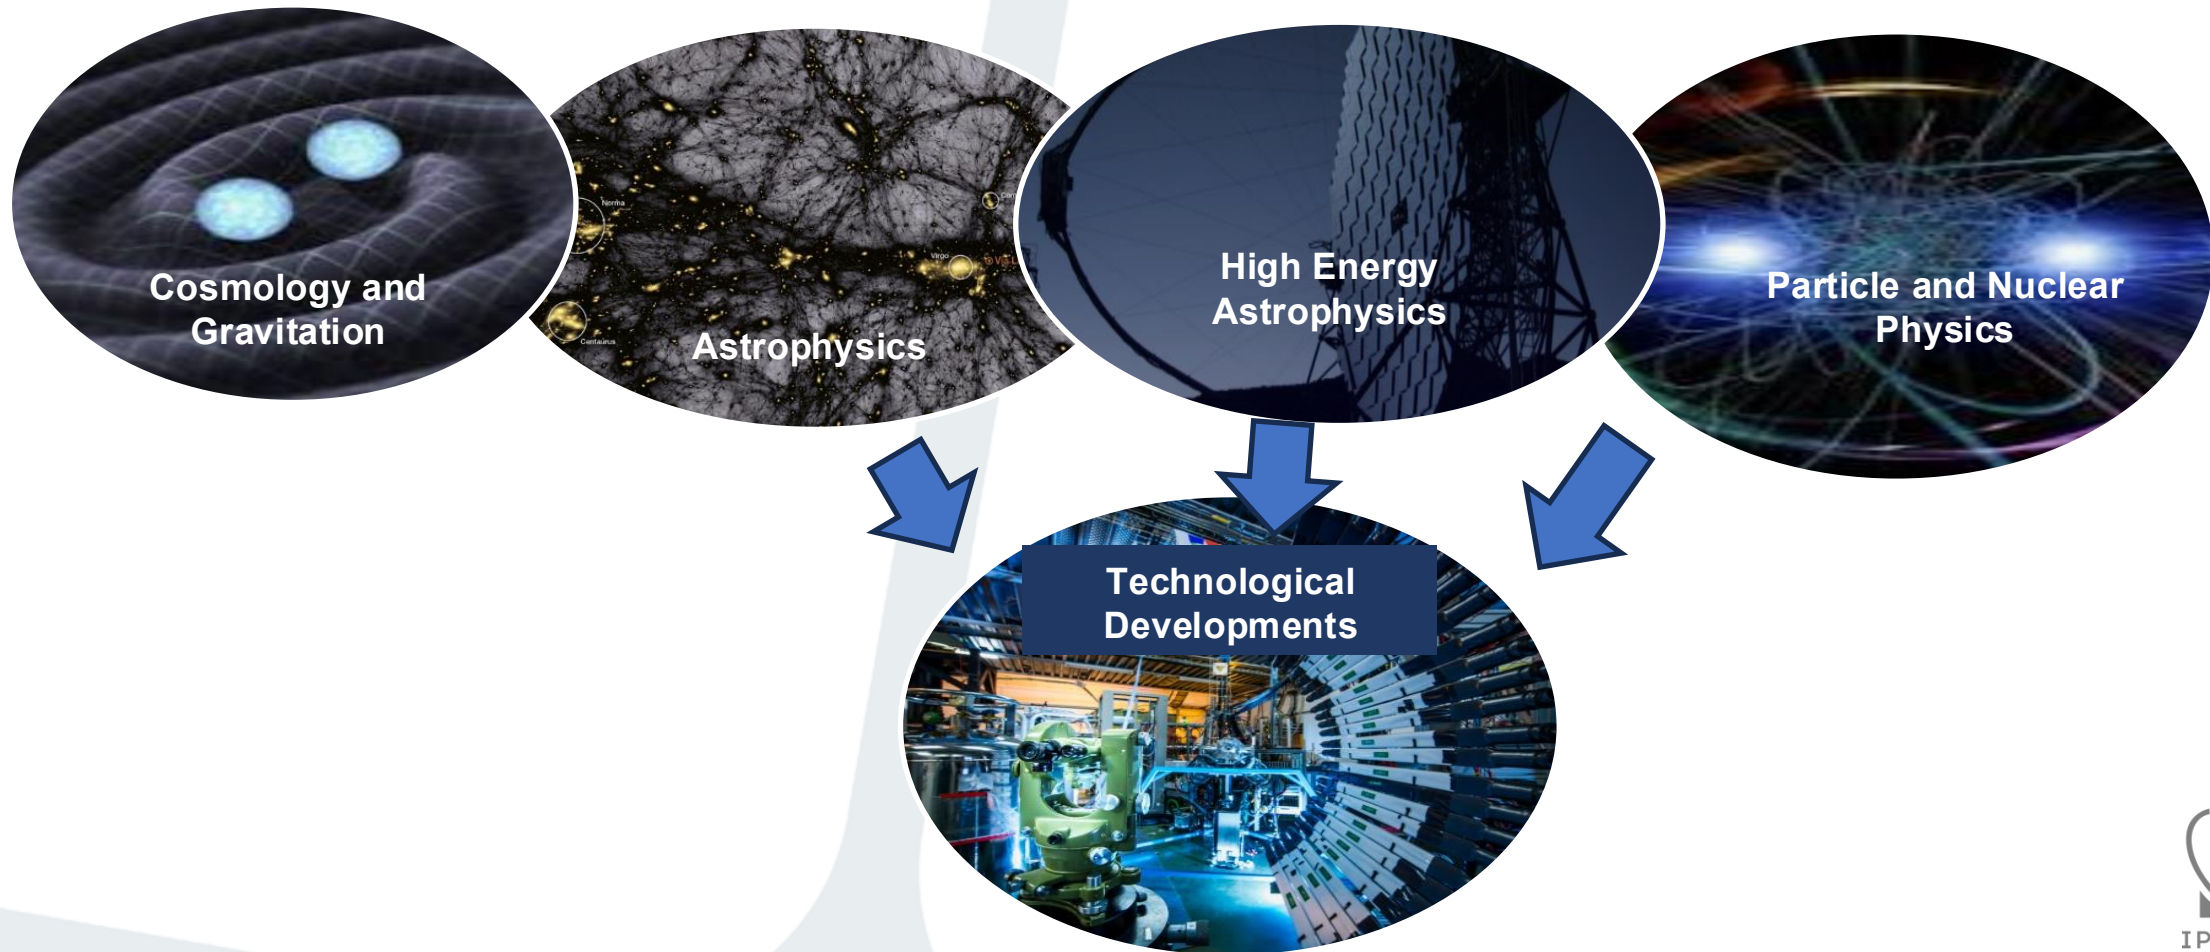 Cosmology and
Gravitation
Norma
Centaurus
Virgo
Astrophysics
High Energy
Astrophysics
Particle and Nuclear
Physics
Technological
Developments